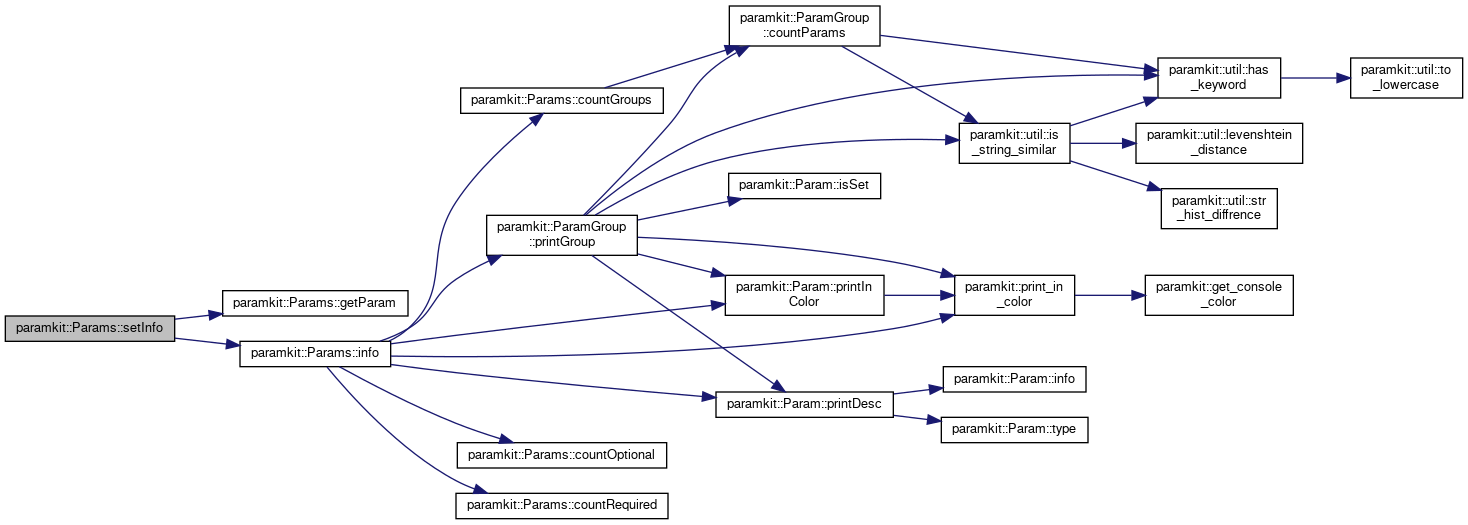 paramkit::ParamGroup
::countParams
paramkit::util::has
_keyword
paramkit::util::to
_lowercase
paramkit::Params::countGroups
paramkit::util::is
_string_similar
paramkit::util::levenshtein
_distance
paramkit::Param::isSet
paramkit::util::str
_hist_diffrence
paramkit::ParamGroup
::printGroup
paramkit::Params::getParam
paramkit::Param::printIn
Color
paramkit::print_in
_color
paramkit::get_console
_color
paramkit::Params::setInfo
paramkit::Params::info
paramkit::Param::info
paramkit::Param::printDesc
paramkit::Param::type
paramkit::Params::countOptional
paramkit::Params::countRequired